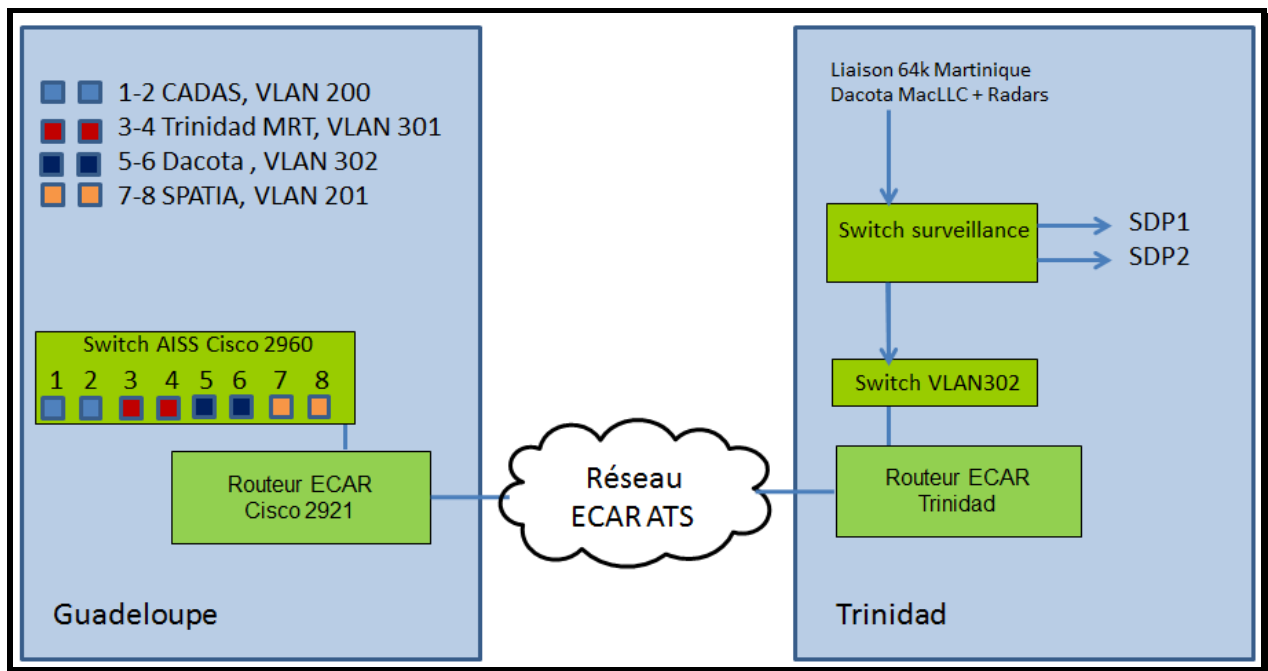 1-2 CADAS, VLAN 200
3-4 Trinidad MRT, VLAN 301
5-6 Dacota , VLAN 302
7-8 SPATIA, VLAN 201
Switch AISS Cisco 2960
1 2 3 4 5 6 7 8
Routeur ECAR
Cisco 2921
Guadeloupe
Réseau
ECAR ATS
Liaison 64k Martinique
Dacota MacLLC + Radars
Switch surveillance
SDP1
SDP2
Switch VLAN302
Routeur ECAR
Trinidad
Trinidad